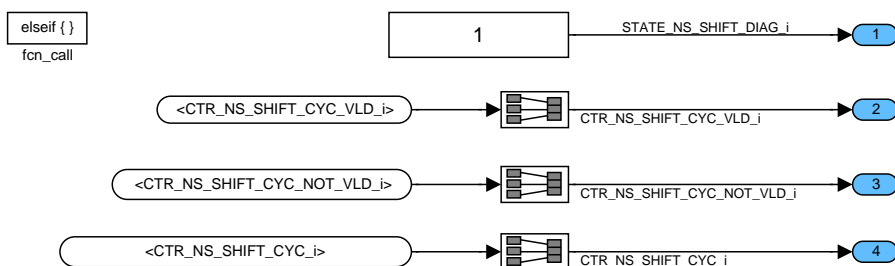 elseif { }
fcn_call
1
STATE_NS_SHIFT_DIAG_i
1
<CTR_NS_SHIFT_CYC_VLD_i>
CTR_NS_SHIFT_CYC_VLD_i
2
<CTR_NS_SHIFT_CYC_NOT_VLD_i>
CTR_NS_SHIFT_CYC_NOT_VLD_i
3
<CTR_NS_SHIFT_CYC_i>
CTR_NS_SHIFT_CYC_i
4